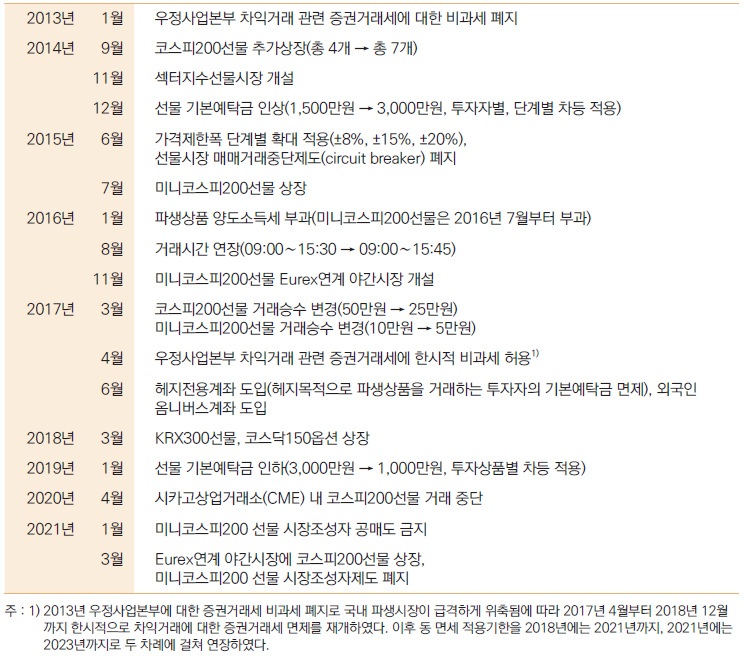 2013년 1월 우정사업본부 차익거래 관련 증권거래세에 대한 비과세 폐지
2014년 9월 코스피200선물 추가상장(총 4개 → 총 7개)
11월 섹터지수선물시장 개설
12월 선물 기본예탁금 인상(1,500만원 → 3,000만원, 투자자별, 단계별 차등 적용)
2015년 6월 가격제한폭 단계별 확대 적용(±8%, ±15%, ±20%),
선물시장 매매거래중단제도(circuit breaker) 폐지
7월 미니코스피200선물 상장
2016년 1월 파생상품 양도소득세 부과(미니코스피200선물은 2016년 7월부터 부과)
8월 거래시간 연장(09:00～15:30 → 09:00～15:45)
11월 미니코스피200선물 Eurex연계 야간시장 개설
2017년 3월 코스피200선물 거래승수 변경(50만원 → 25만원)
미니코스피200선물 거래승수 변경(10만원 → 5만원)
4월 우정사업본부 차익거래 관련 증권거래세에 한시적 비과세 허용1)
6월 헤지전용계좌 도입(헤지목적으로 파생상품을 거래하는 투자자의 기본예탁금 면제), 외국인
옴니버스계좌 도입
2018년 3월 KRX300선물, 코스닥150옵션 상장
2019년 1월 선물 기본예탁금 인하(3,000만원 → 1,000만원, 투자상품별 차등 적용)
2020년 4월 시카고상업거래소(CME) 내 코스피200선물 거래 중단
2021년 1월 미니코스피200 선물 시장조성자 공매도 금지
3월 Eurex연계 야간시장에 코스피200선물 상장,
미니코스피200 선물 시장조성자제도 폐지
주 : 1) 2013년 우정사업본부에 대한 증권거래세 비과세 폐지로 국내 파생시장이 급격하게 위축됨에 따라 2017년 4월부터 2018년 12월
까지 한시적으로 차익거래에 대한 증권거래세 면제를 재개하였다. 이후 동 면세 적용기한을 2018년에는 2021년까지, 2021년에는
2023년까지로 두 차례에 걸쳐 연장하였다.